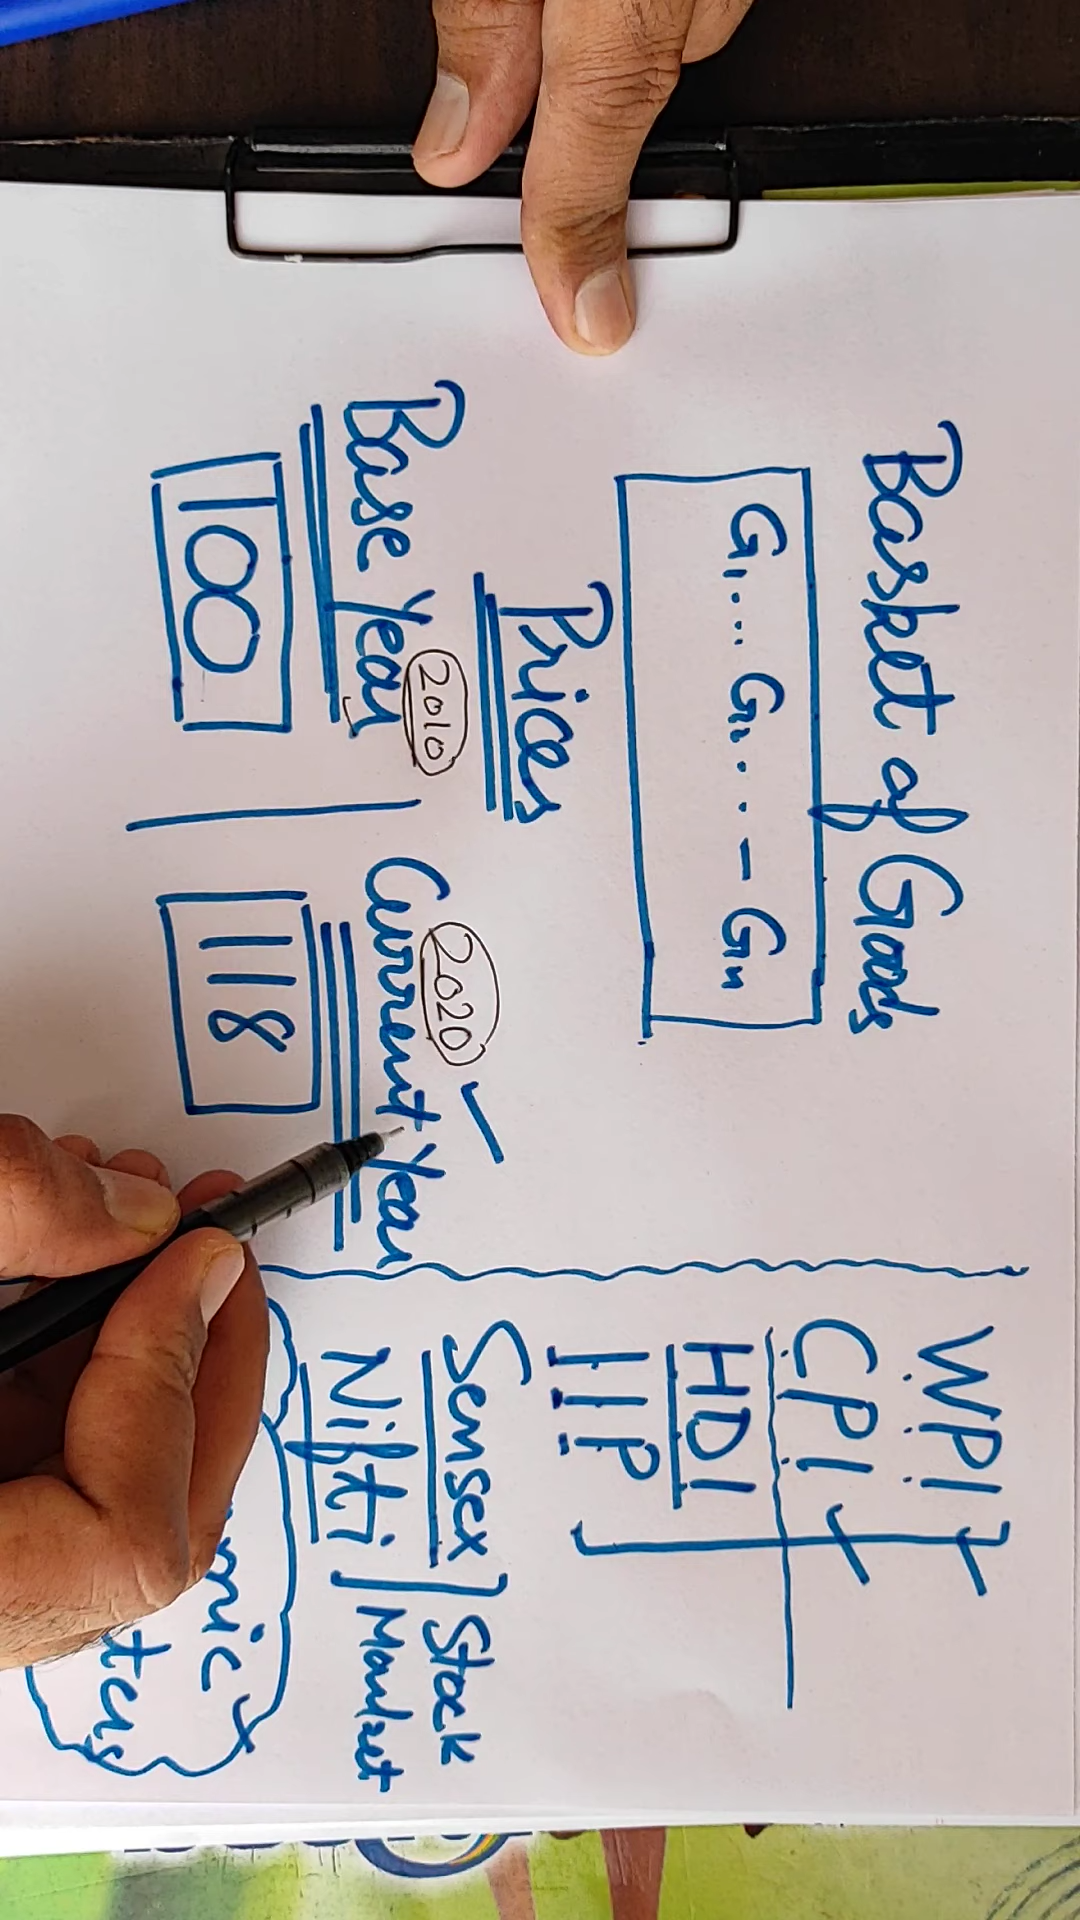 Basket of Goods
G₁...G₂...-Gn
Prices
2010
2020
Base Year
Current Year
100
118
WPI
CPI
HDI
IIP
Sensex
Nifti
Stock
Market